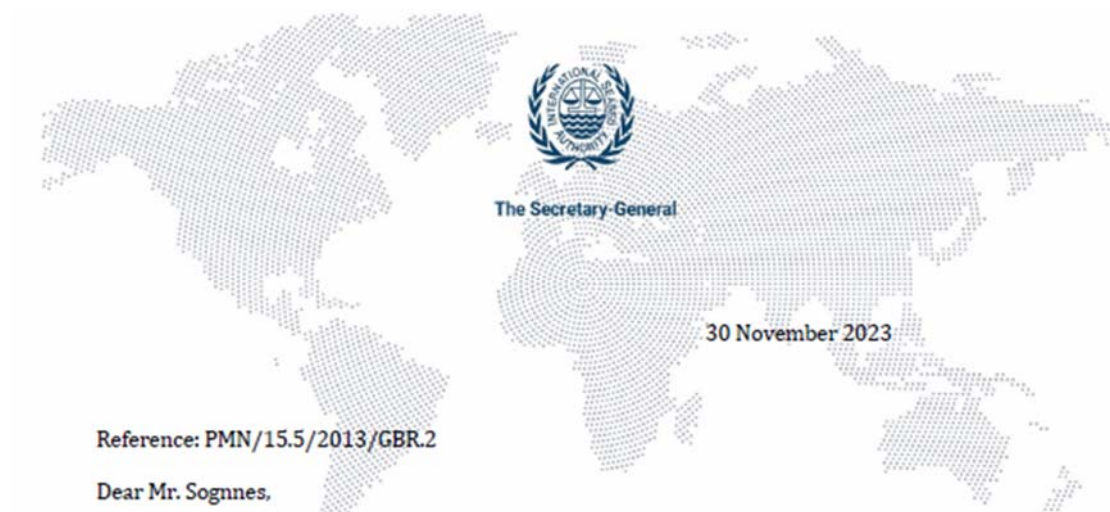 INTERNATIONAL SEABED
AUTHORITY
The Secretary-General
30 November 2023
Reference: PMN/15.5/2013/GBR.2
Dear Mr. Sognnes,